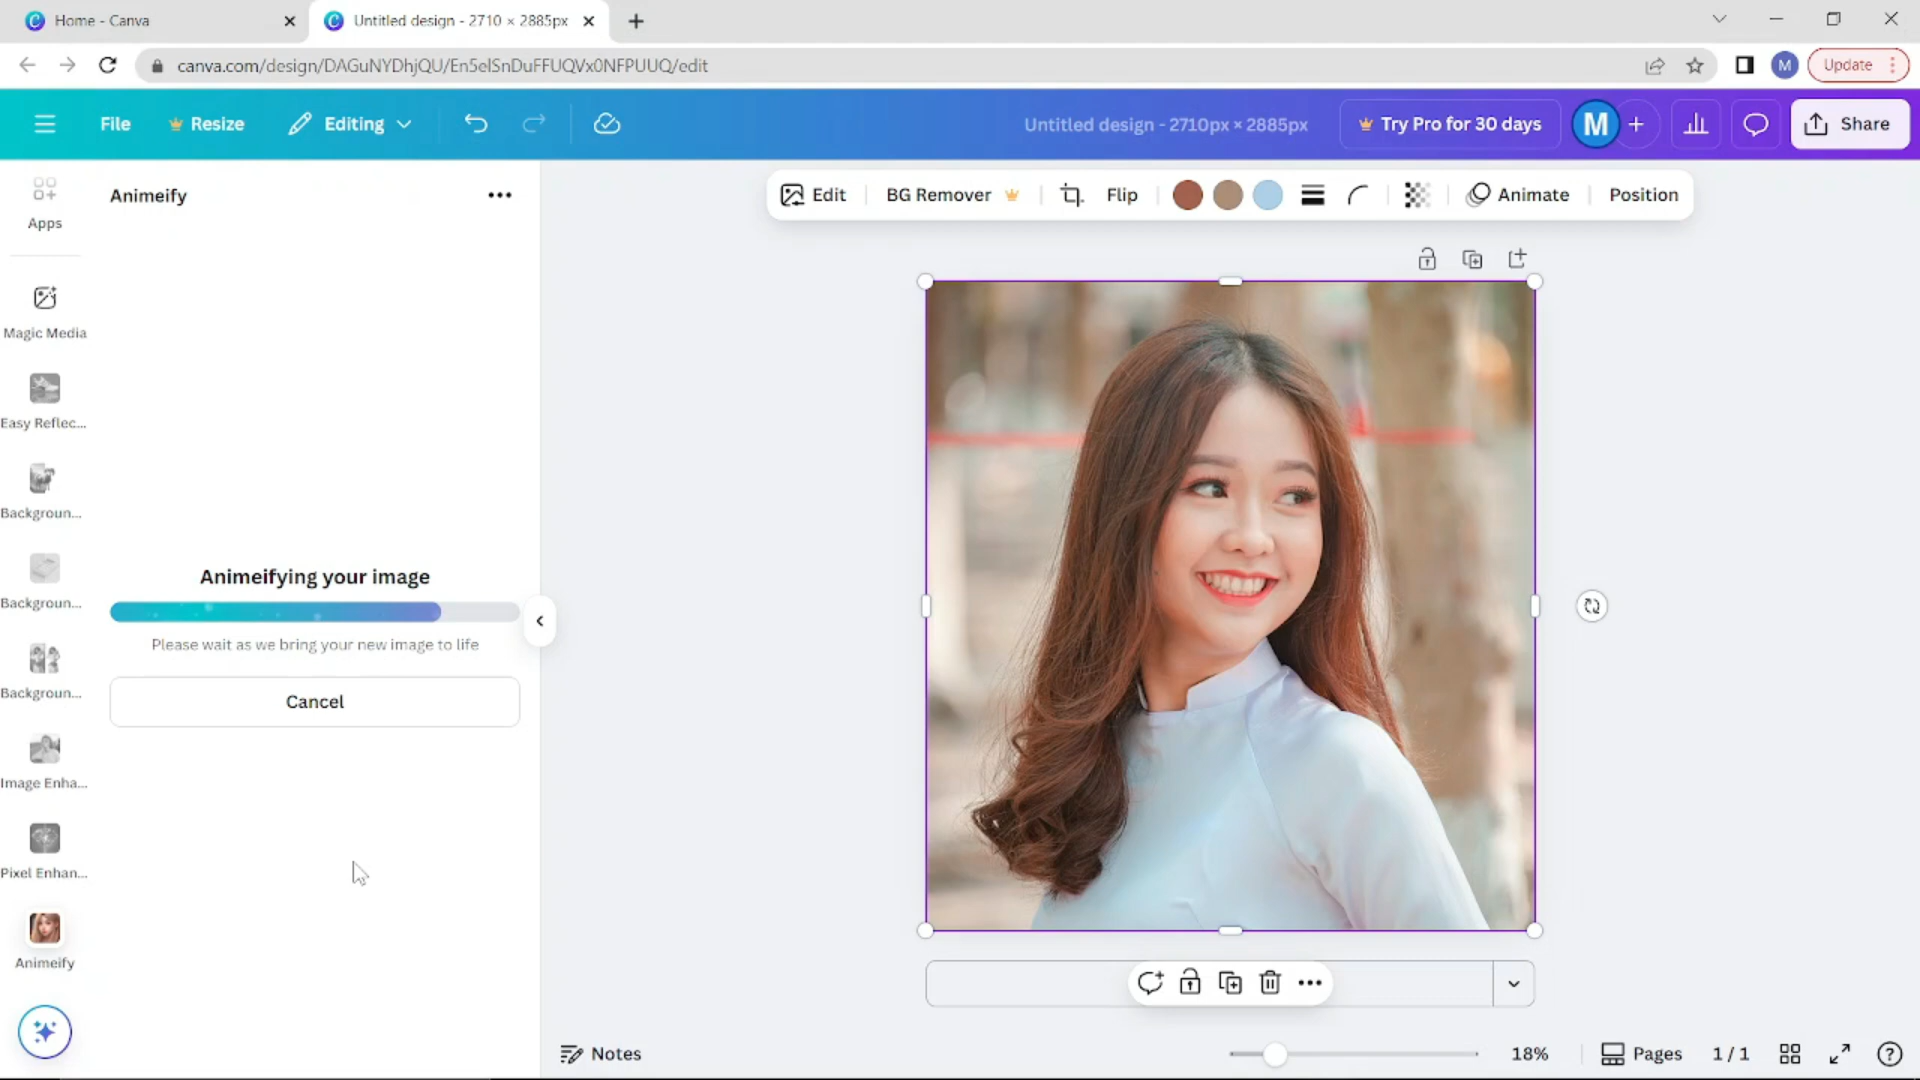 Home - Canva
Untitled design - 2710 × 2885px
canva.com/design/DAGuNYDhjQU/En5elSnDuFFUQVx0NFPUUQ/edit
M
Update
File
Resize
Editing
Untitled design - 2710px × 2885px
Try Pro for 30 days
M
Share
Apps
Magic Media
Easy Reflec...
Backgroun...
Backgroun...
Backgroun...
Image Enha...
Pixel Enhan...
Animeify
Animeify
Animeifying your image
Please wait as we bring your new image to life
Cancel
Edit
BG Remover
Flip
Animate
Position
Notes
18%
Pages
1 / 1